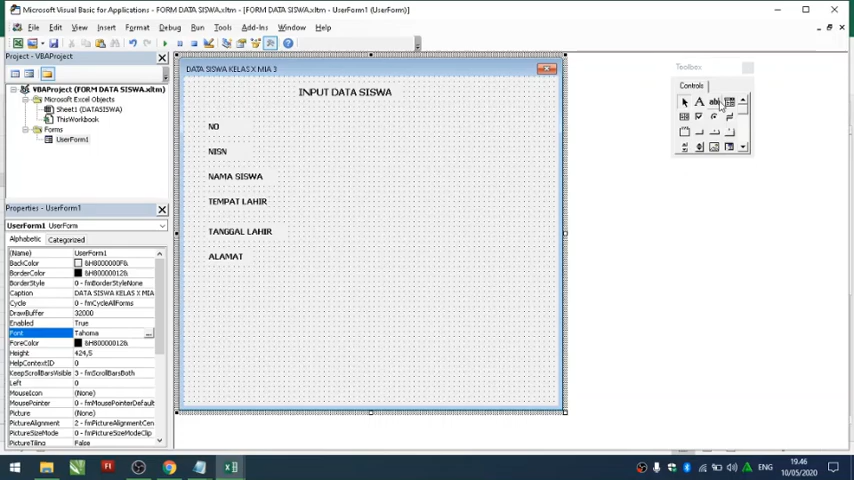 Microsoft Visual Basic for Applications - FORM DATA SISWA.xltm - [FORM DATA SISWA.xltm - UserForm1 (UserForm)]
File Edit View Insert Format Debug Run Tools Add-Ins Window Help
Project - VBAProject
VBAProject (FORM DATA SISWA.xltm)
Microsoft Excel Objects
Sheet1 (DATASISWA)
ThisWorkbook
Forms
UserForm1
Properties - UserForm1
UserForm1 UserForm
Alphabetic Categorized
(Name) UserForm1
BackColor &H8000000F&
BorderColor &H80000012&
BorderStyle 0 - fmBorderStyleNone
Caption DATA SISWA KELAS X MIA
Cycle 0 - fmCycleAllForms
DrawBuffer 32000
Enabled True
Font Tahoma ...
ForeColor &H80000012&
Height 424,5
HelpContextID 0
KeepScrollBarsVisible 3 - fmScrollBarsBoth
Left 0
MouseIcon (None)
MousePointer 0 - fmMousePointerDefault
Picture (None)
PictureAlignment 2 - fmPictureAlignmentCen
PictureSizeMode 0 - fmPictureSizeModeClip
PictureTiling False
DATA SISWA KELAS X MIA 3
INPUT DATA SISWA
NO
NISN
NAMA SISWA
TEMPAT LAHIR
TANGGAL LAHIR
ALAMAT
Toolbox
Controls
A ab|
ENG
19.46
10/05/2020